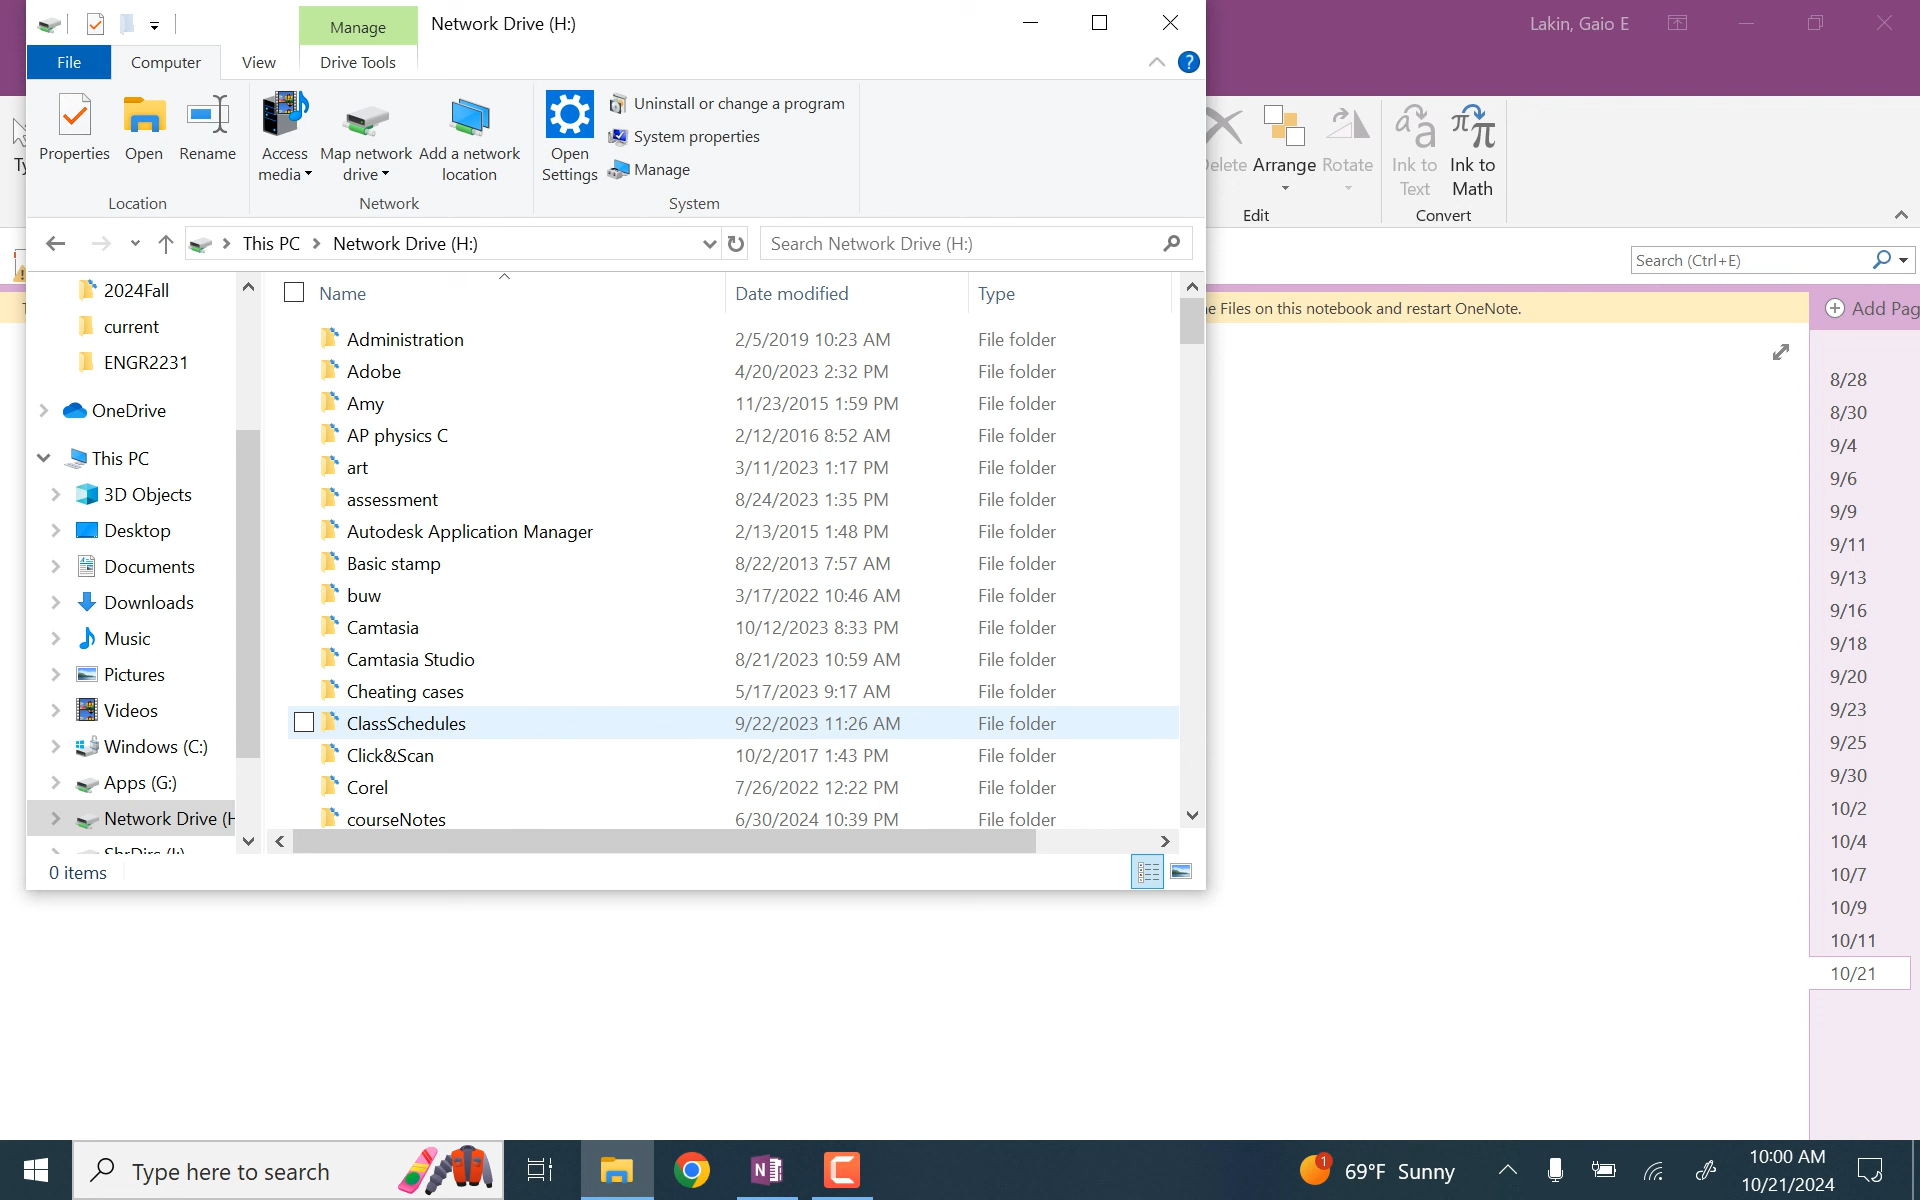 Manage
Network Drive (H:)
Lakin, Gaio E
File
Computer
View
Drive Tools
Properties
Open
Rename
Access media
Map network drive
Add a network location
Open Settings
Uninstall or change a program
System properties
Manage
Location
Network
System
Arrange
Rotate
Ink to Text
Ink to Math
Edit
Convert
This PC
Network Drive (H:)
Search Network Drive (H:)
Search (Ctrl+E)
2024Fall
current
ENGR2231
OneDrive
This PC
3D Objects
Desktop
Documents
Downloads
Music
Pictures
Videos
Windows (C:)
Apps (G:)
Network Drive (H
Name Date modified Type
Administration 2/5/2019 10:23 AM File folder
Adobe 4/20/2023 2:32 PM File folder
Amy 11/23/2015 1:59 PM File folder
AP physics C 2/12/2016 8:52 AM File folder
art 3/11/2023 1:17 PM File folder
assessment 8/24/2023 1:35 PM File folder
Autodesk Application Manager 2/13/2015 1:48 PM File folder
Basic stamp 8/22/2013 7:57 AM File folder
buw 3/17/2022 10:46 AM File folder
Camtasia 10/12/2023 8:33 PM File folder
Camtasia Studio 8/21/2023 10:59 AM File folder
Cheating cases 5/17/2023 9:17 AM File folder
ClassSchedules 9/22/2023 11:26 AM File folder
Click&Scan 10/2/2017 1:43 PM File folder
Corel 7/26/2022 12:22 PM File folder
courseNotes 6/30/2024 10:39 PM File folder
0 items
Files on this notebook and restart OneNote.
Add Pag
8/28
8/30
9/4
9/6
9/9
9/11
9/13
9/16
9/18
9/20
9/23
9/25
9/30
10/2
10/4
10/7
10/9
10/11
10/21
Type here to search
1
69°F Sunny
10:00 AM
10/21/2024